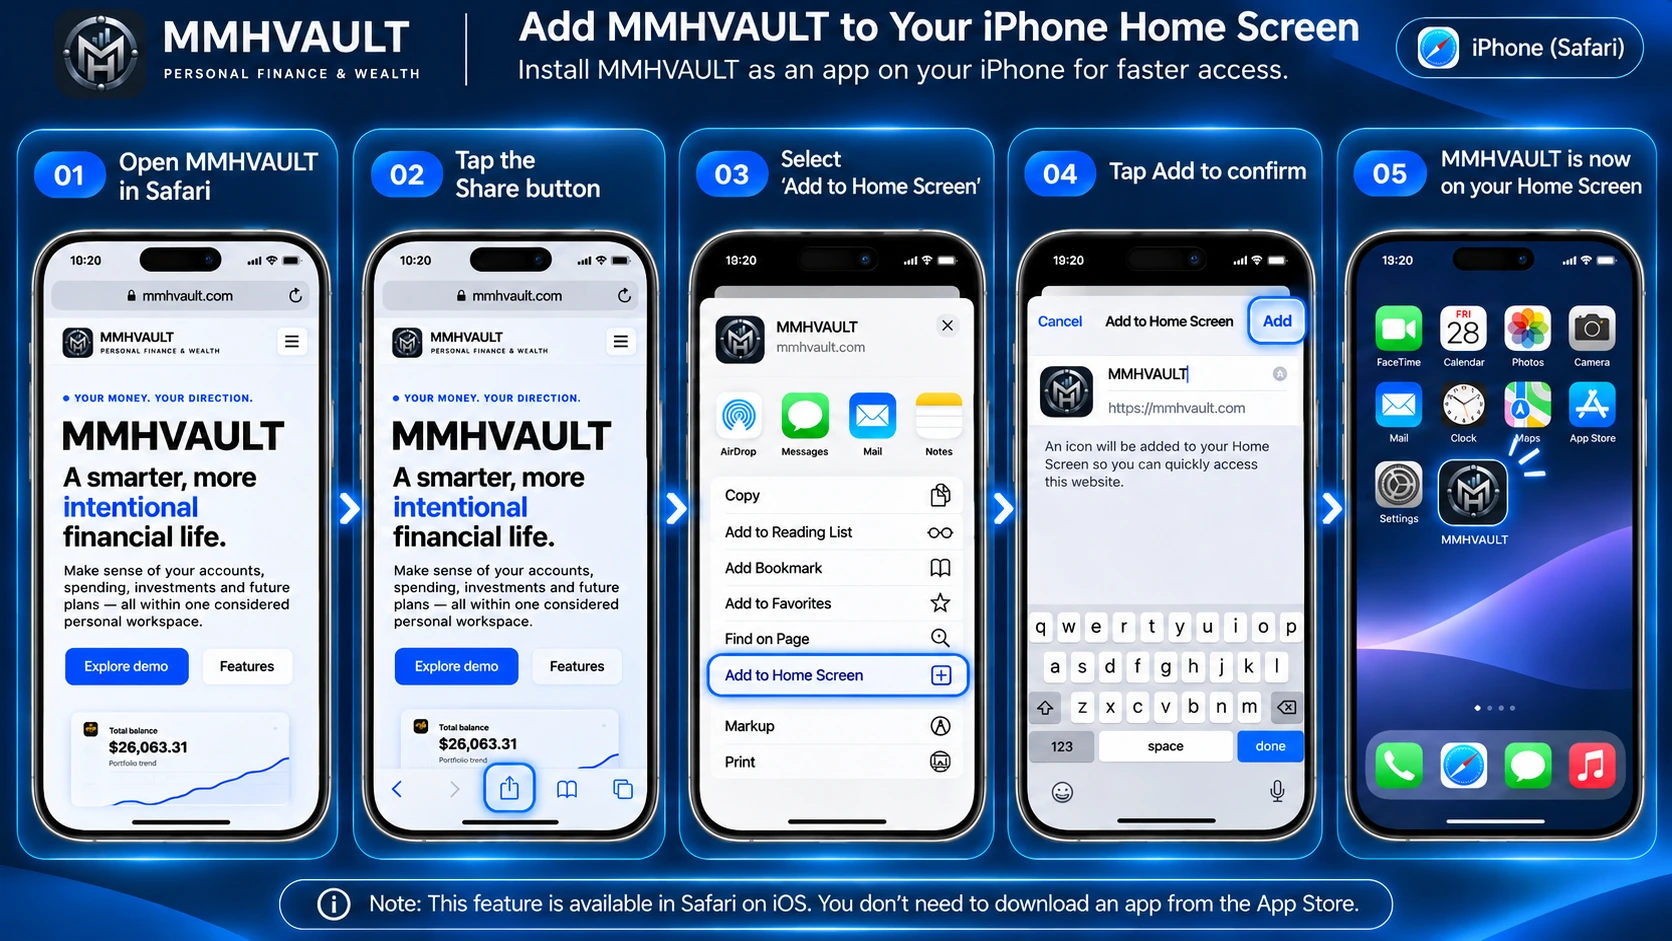 MMHVAULT
PERSONAL FINANCE & WEALTH
Add MMHVAULT to Your iPhone Home Screen
Install MMHVAULT as an app on your iPhone for faster access.
iPhone (Safari)
01
Open MMHVAULT
in Safari
10:20
mmhvault.com
MMHVAULT
PERSONAL FINANCE & WEALTH
YOUR MONEY. YOUR DIRECTION.
MMHVAULT
A smarter, more
intentional
financial life.
Make sense of your accounts,
spending, investments and future
plans — all within one considered
personal workspace.
Explore demo
Features
Total balance
$26,063.31
Portfolio trend
02
Tap the
Share button
10:20
mmhvault.com
MMHVAULT
PERSONAL FINANCE & WEALTH
YOUR MONEY. YOUR DIRECTION.
MMHVAULT
A smarter, more
intentional
financial life.
Make sense of your accounts,
spending, investments and future
plans — all within one considered
personal workspace.
Explore demo
Features
Total balance
$26,063.31
Portfolio trend
03
Select
‘Add to Home Screen’
19:20
MMHVAULT
mmhvault.com
AirDrop
Messages
Mail
Notes
Copy
Add to Reading List
Add Bookmark
Add to Favorites
Find on Page
Add to Home Screen
Markup
Print
04
Tap Add to confirm
19:20
Cancel
Add to Home Screen
Add
MMHVAULT
https://mmhvault.com
An icon will be added to your Home
Screen so you can quickly access
this website.
q w e r t y u i o p
a s d f g h j k l
z x c v b n m
123
space
done
05
MMHVAULT is now
on your Home Screen
19:20
FRI
28
FaceTime
Calendar
Photos
Camera
Mail
Clock
Maps
App Store
Settings
MMHVAULT
Note: This feature is available in Safari on iOS. You don’t need to download an app from the App Store.